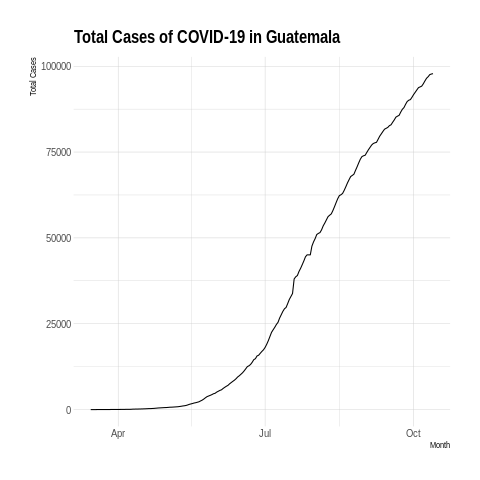 Total Cases of COVID-19 in Guatemala
Total Cases
100000
75000
50000
25000
0
Apr
Jul
Oct
Month